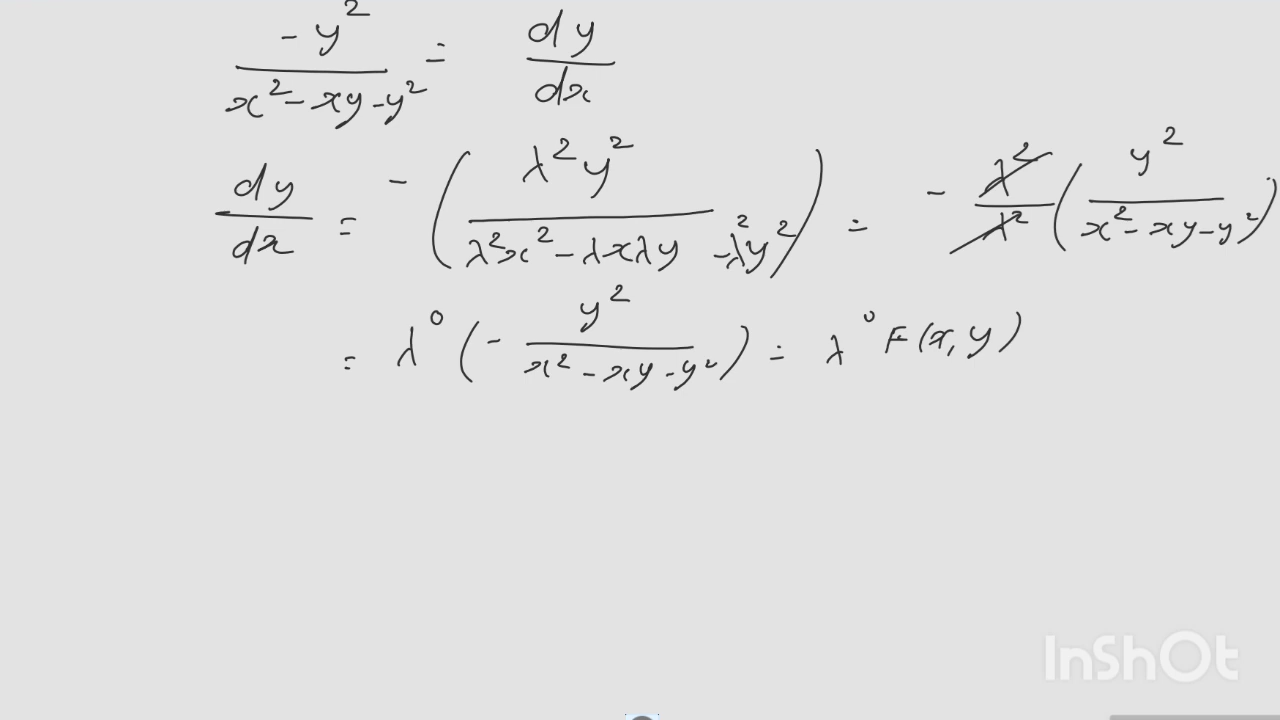 -y²/(x²-xy-y²) = dy/dx
dy/dx = -(λ²y²/(λ²x²-λxλy-λ²y²)) = -λ²/λ²(y²/(x²-xy-y²))
= λ⁰(-y²/(x²-xy-y²)) = λ⁰F(x,y)
InShOt